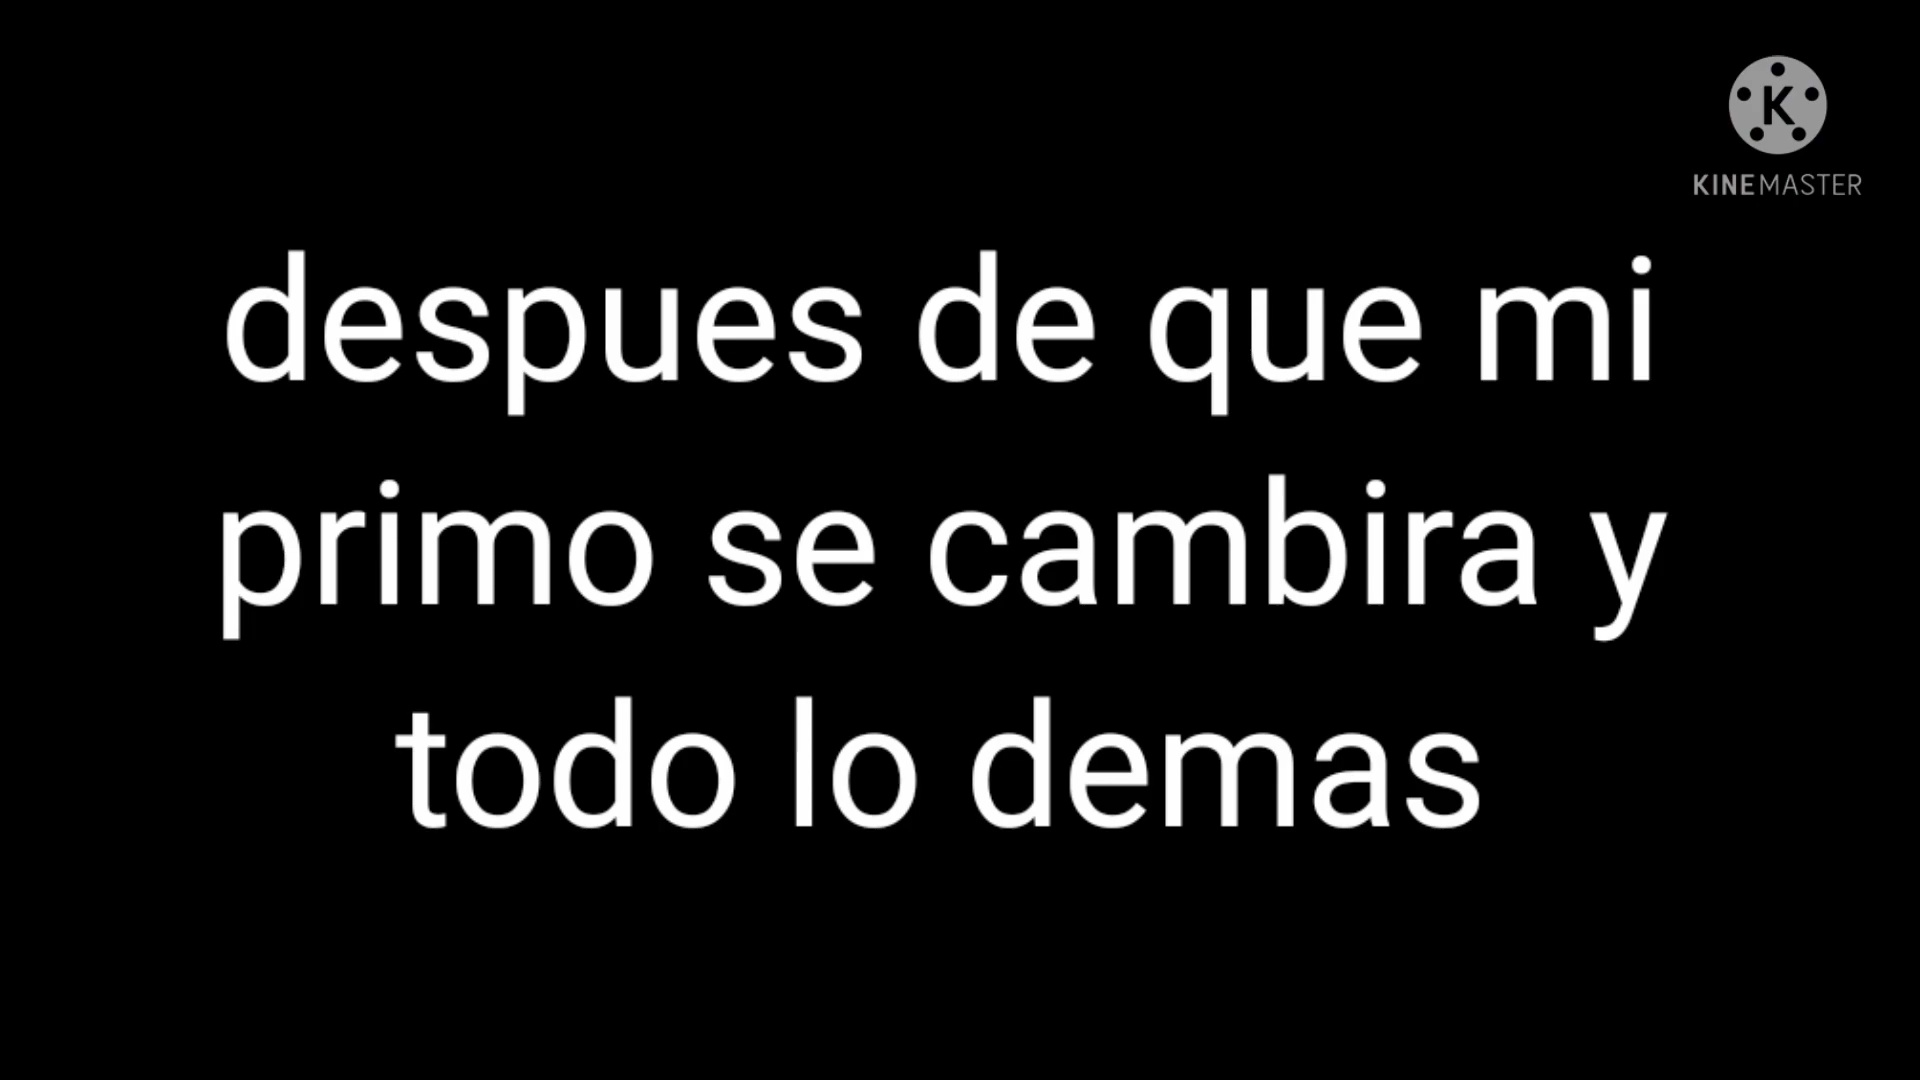 K
KINEMASTER
despues de que mi
primo se cambira y
todo lo demas